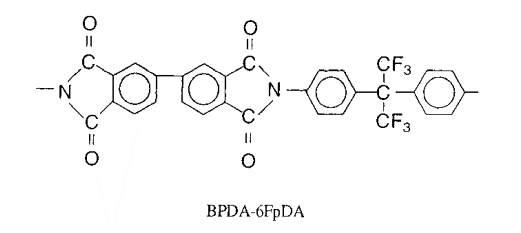 O O
C C CF3
N N C
C C CF3
O O
BPDA-6FpDA